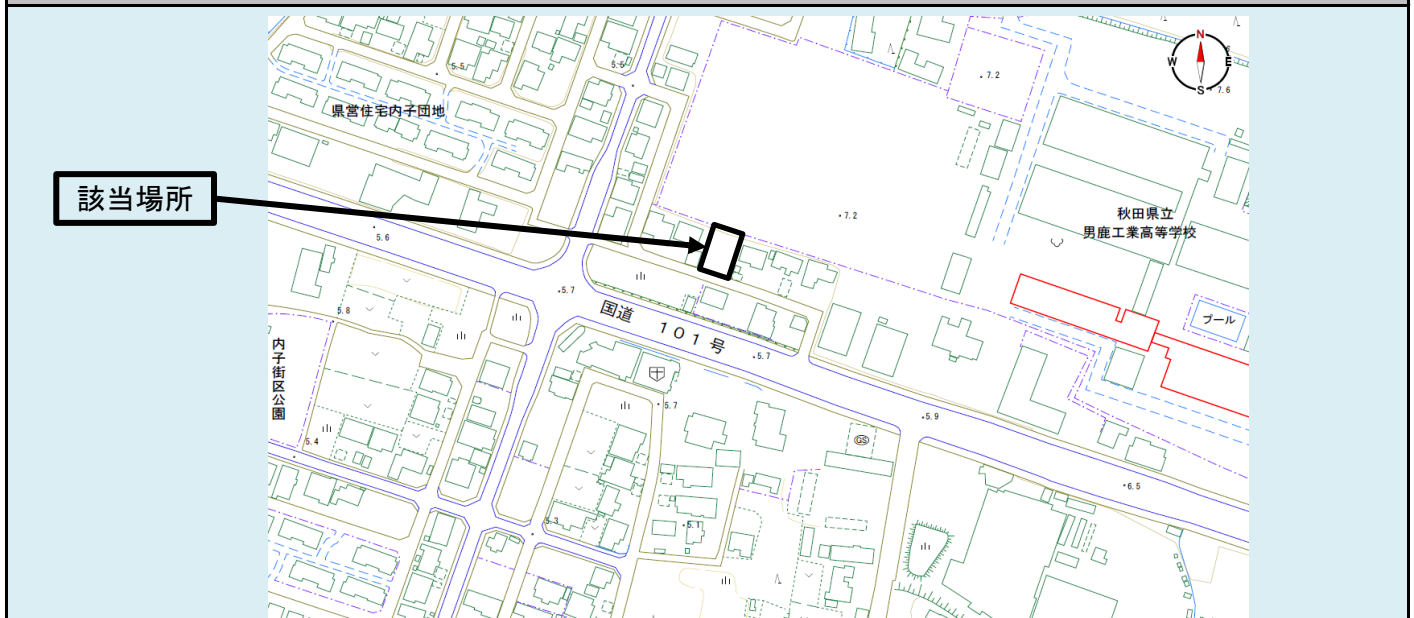 N
W
E
S
7.2
7.6
5.5
5.5
県営住宅内子団地
該当場所
7.2
秋田県立
男鹿工業高等学校
5.6
5.7
国道 101号
プール
5.8
内子街区公園
5.7
5.7
5.9
5.4
GS
6.5
5.3
5.1